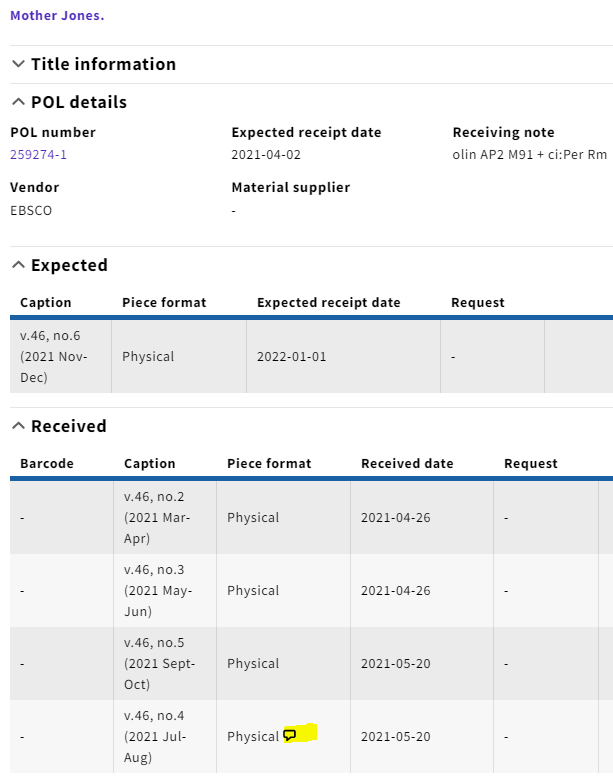 Mother Jones.
Title information
POL details
POL number Expected receipt date Receiving note
259274-1 2021-04-02 olin AP2 M91 + ci:Per Rm
Vendor Material supplier
EBSCO -
Expected
Caption Piece format Expected receipt date Request
v.46, no.6
(2021 Nov-
Dec) Physical 2022-01-01 -
Received
Barcode Caption Piece format Received date Request
- v.46, no.2
(2021 Mar-
Apr) Physical 2021-04-26 -
- v.46, no.3
(2021 May-
Jun) Physical 2021-04-26 -
- v.46, no.5
(2021 Sept-
Oct) Physical 2021-05-20 -
- v.46, no.4
(2021 Jul-
Aug) Physical 2021-05-20 -